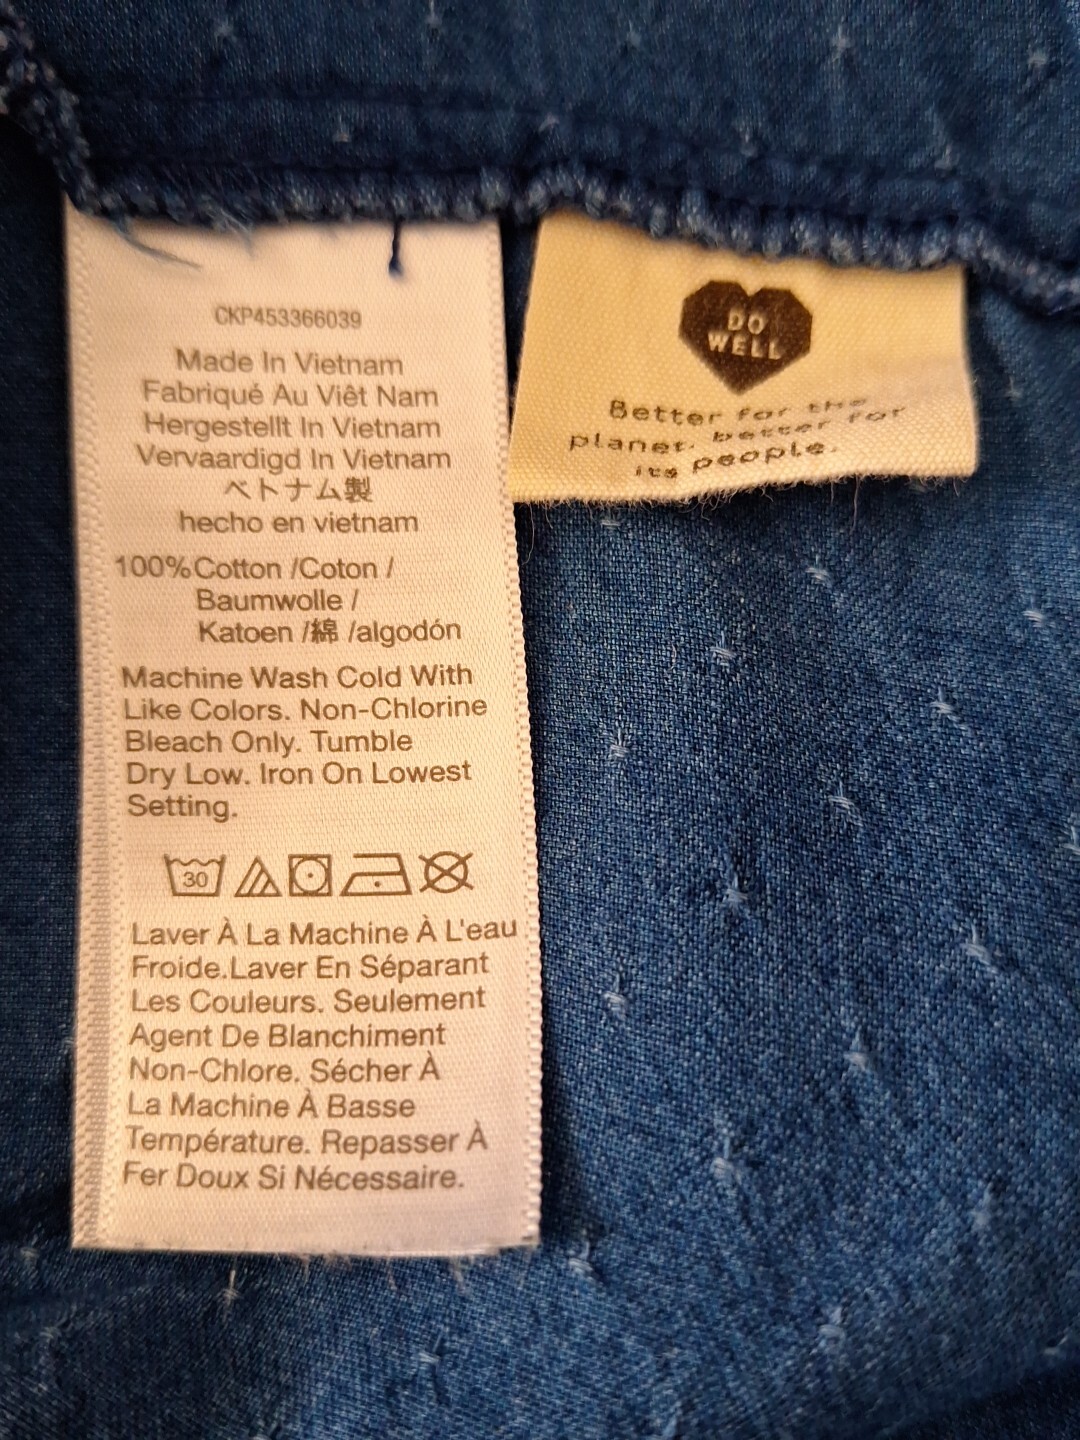 CKP453366039
Made In Vietnam
Fabriqué Au Viêt Nam
Hergestellt In Vietnam
Vervaardigd In Vietnam
ベトナム製
hecho en vietnam
100% Cotton /Coton /
Baumwolle /
Katoen /綿 /algodón
Machine Wash Cold With
Like Colors. Non-Chlorine
Bleach Only. Tumble
Dry Low. Iron On Lowest
Setting.
30
Laver À La Machine À L'eau
Froide.Laver En Séparant
Les Couleurs. Seulement
Agent De Blanchiment
Non-Chlore. Sécher À
La Machine À Basse
Température. Repasser À
Fer Doux Si Nécessaire.
DO
WELL
Better for the
planet. better for
its people.